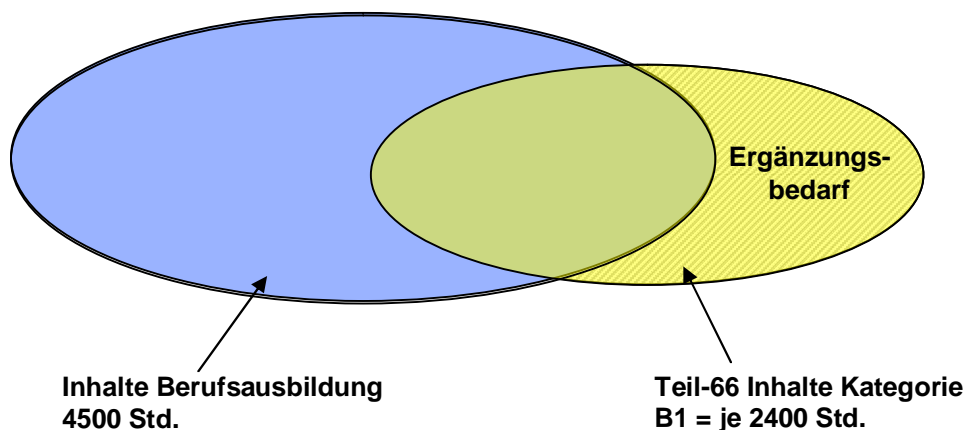 Ergänzungs-
bedarf
Inhalte Berufsausbildung
4500 Std.
Teil-66 Inhalte Kategorie
B1 = je 2400 Std.